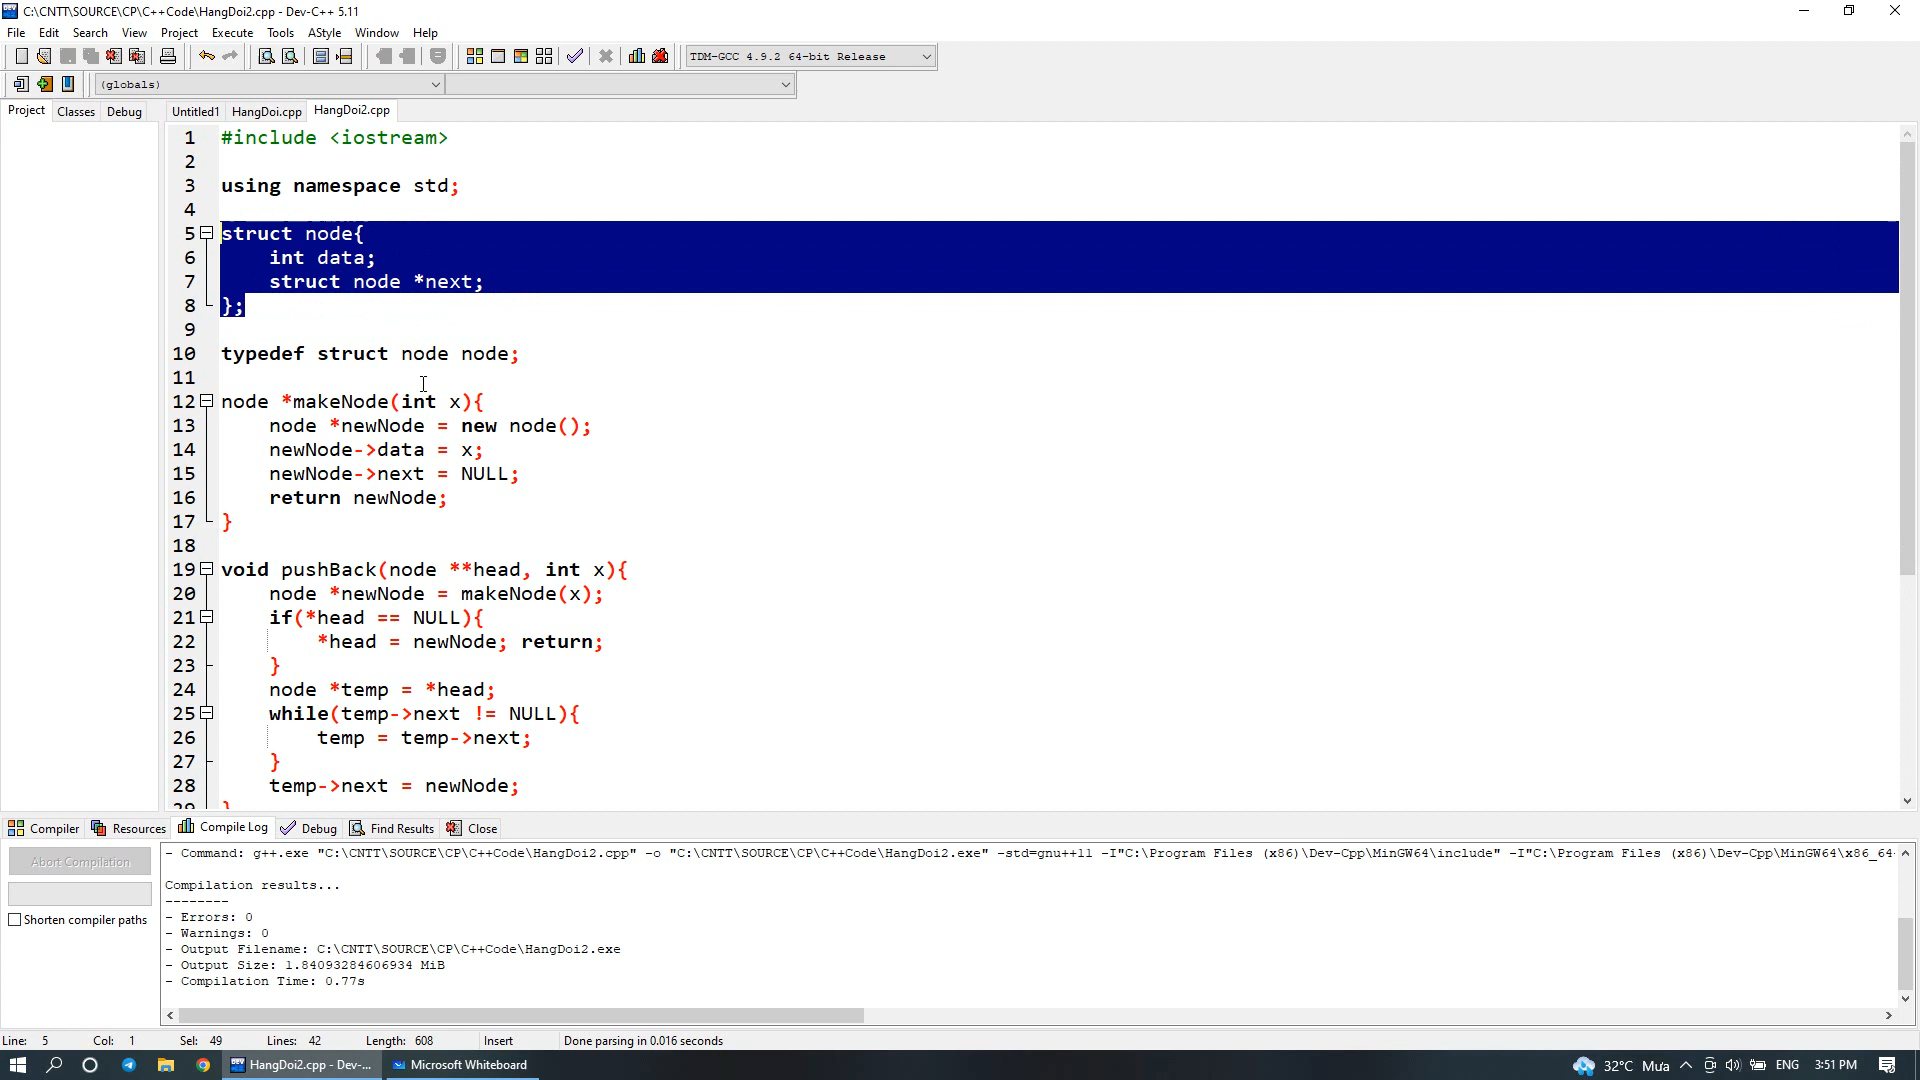 C:\CNTT\SOURCE\CP\C++Code\HangDoi2.cpp - Dev-C++ 5.11
File Edit Search View Project Execute Tools AStyle Window Help
TDM-GCC 4.9.2 64-bit Release
(globals)
Project Classes Debug Untitled1 HangDoi.cpp HangDoi2.cpp
1 #include <iostream>
2
3 using namespace std;
4
5 struct node{
6 int data;
7 struct node *next;
8 };
9
10 typedef struct node node;
11
12 node *makeNode(int x){
13 node *newNode = new node();
14 newNode->data = x;
15 newNode->next = NULL;
16 return newNode;
17 }
18
19 void pushBack(node **head, int x){
20 node *newNode = makeNode(x);
21 if(*head == NULL){
22 *head = newNode; return;
23 }
24 node *temp = *head;
25 while(temp->next != NULL){
26 temp = temp->next;
27 }
28 temp->next = newNode;
29 }
Compiler Resources Compile Log Debug Find Results Close
Abort Compilation
Shorten compiler paths
- Command: g++.exe "C:\CNTT\SOURCE\CP\C++Code\HangDoi2.cpp" -o "C:\CNTT\SOURCE\CP\C++Code\HangDoi2.exe" -std=gnu++11 -I"C:\Program Files (x86)\Dev-Cpp\MinGW64\include" -I"C:\Program Files (x86)\Dev-Cpp\MinGW64\x86_64-
Compilation results...
--------
- Errors: 0
- Warnings: 0
- Output Filename: C:\CNTT\SOURCE\CP\C++Code\HangDoi2.exe
- Output Size: 1.84093284606934 MiB
- Compilation Time: 0.77s
Line: 5 Col: 1 Sel: 49 Lines: 42 Length: 608 Insert Done parsing in 0.016 seconds
HangDoi2.cpp - Dev-... Microsoft Whiteboard 32°C Mưa ENG 3:51 PM